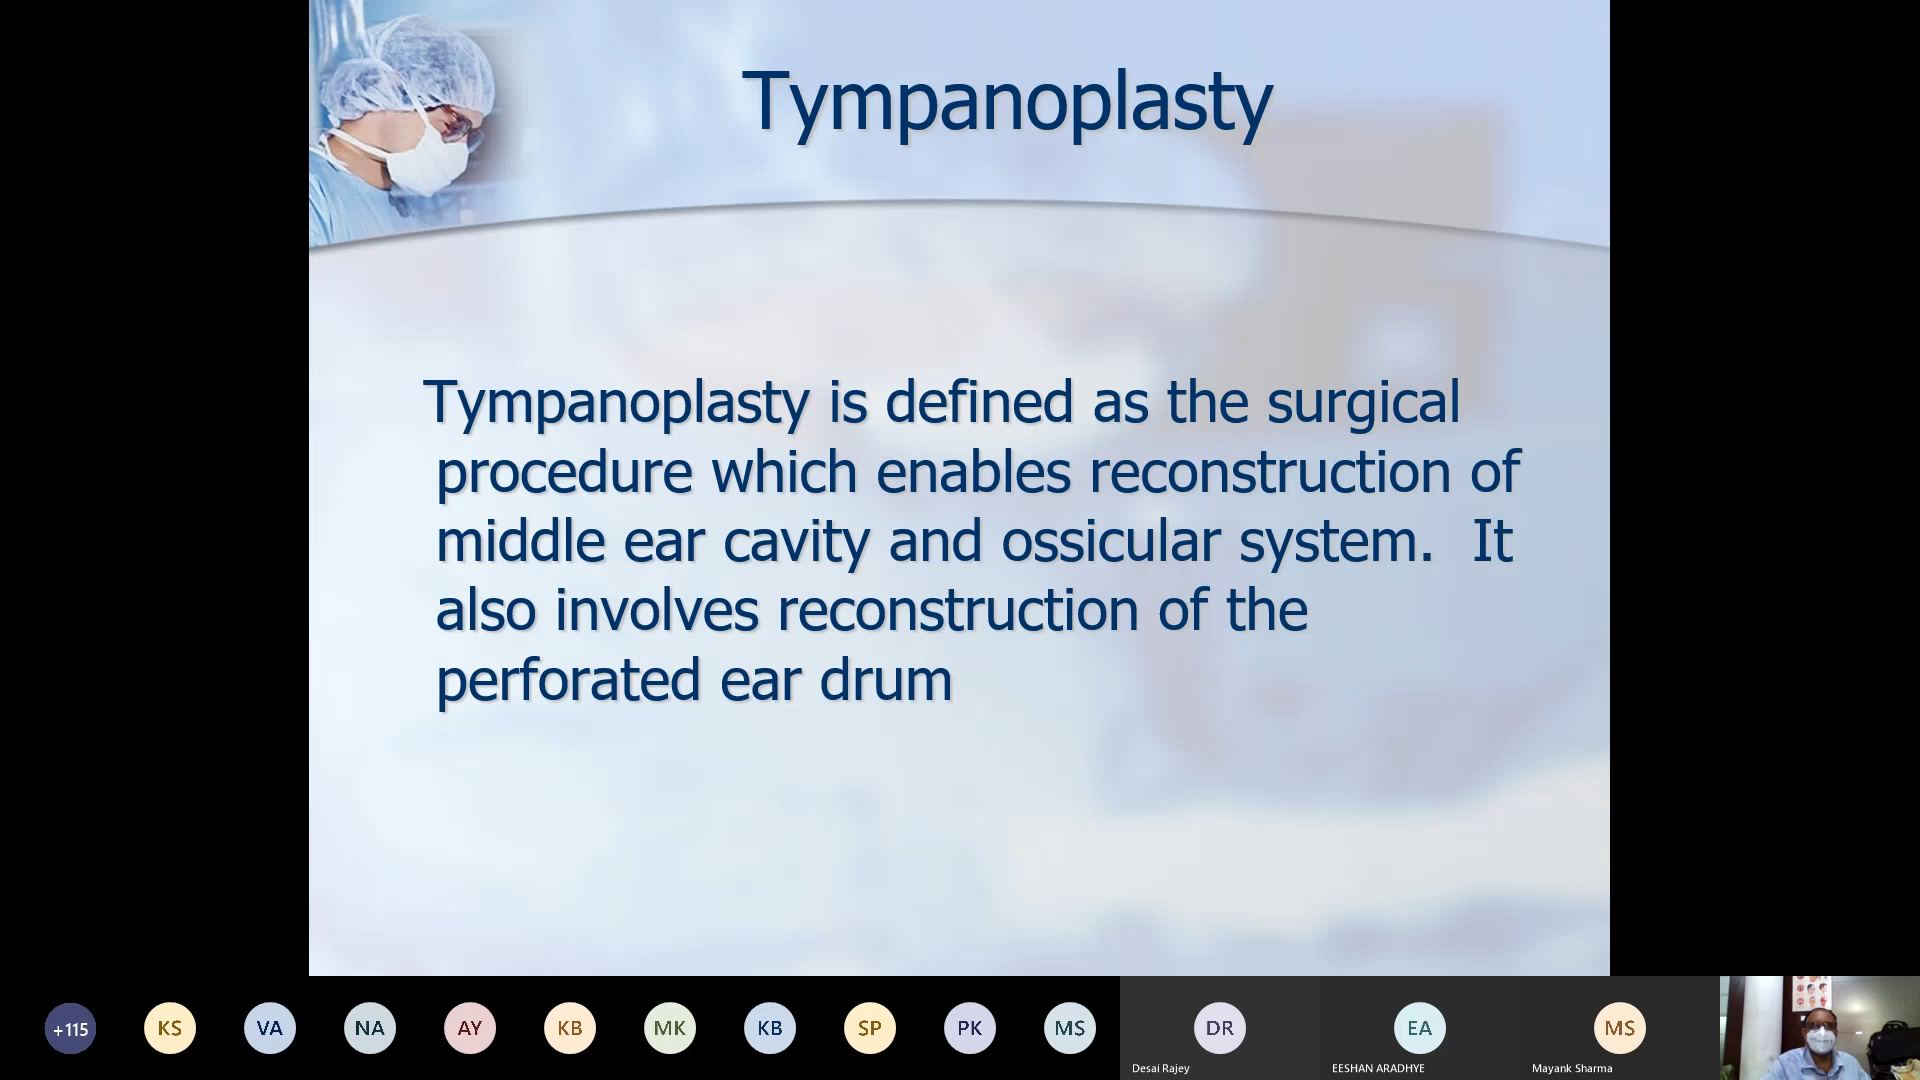 Tympanoplasty
Tympanoplasty is defined as the surgical
procedure which enables reconstruction of
middle ear cavity and ossicular system.  It
also involves reconstruction of the
perforated ear drum
+115
KS
VA
NA
AY
KB
MK
KB
SP
PK
MS
DR
Desai Rajey
EA
EESHAN ARADHYE
MS
Mayank Sharma